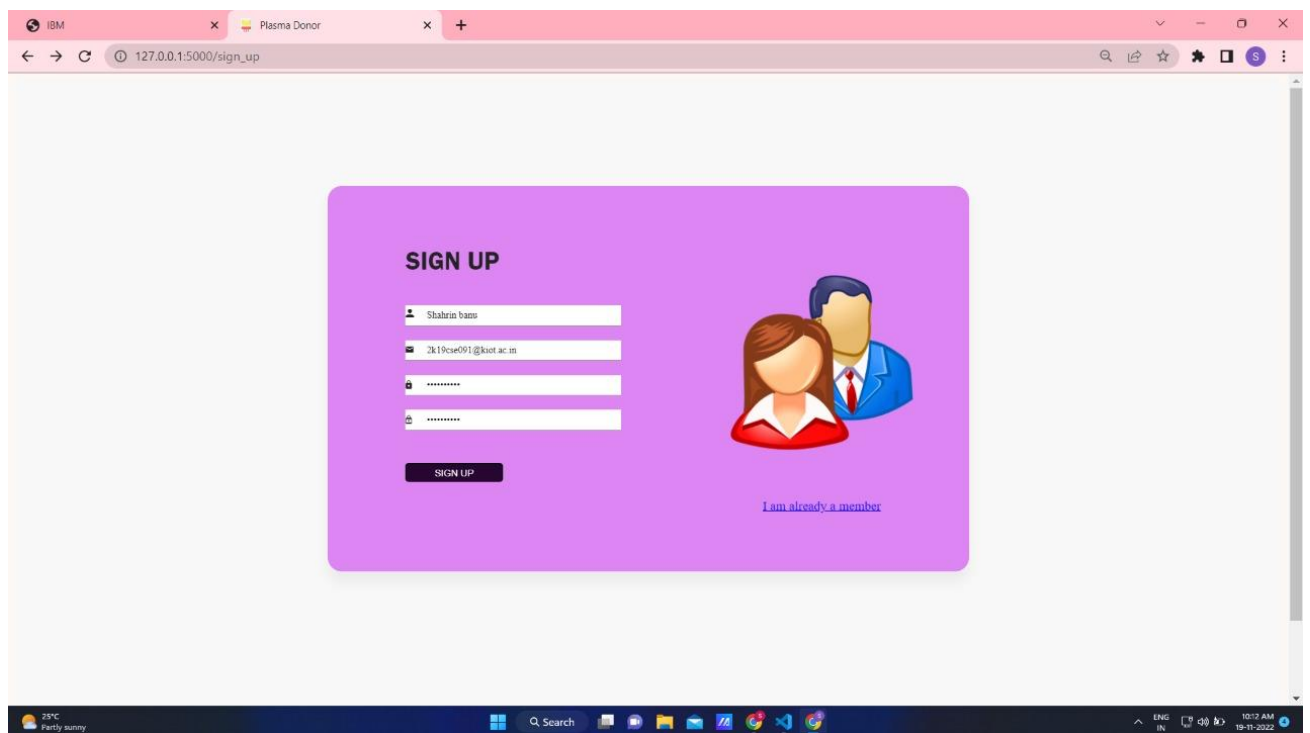 IBM
Plasma Donor
127.0.0.1:5000/sign_up
S
SIGN UP
Shahrin banu
2k19cse091@kiot.ac.in
SIGN UP
I am already a member
25°C
Partly sunny
Search
ENG
IN
10:12 AM
19-11-2022